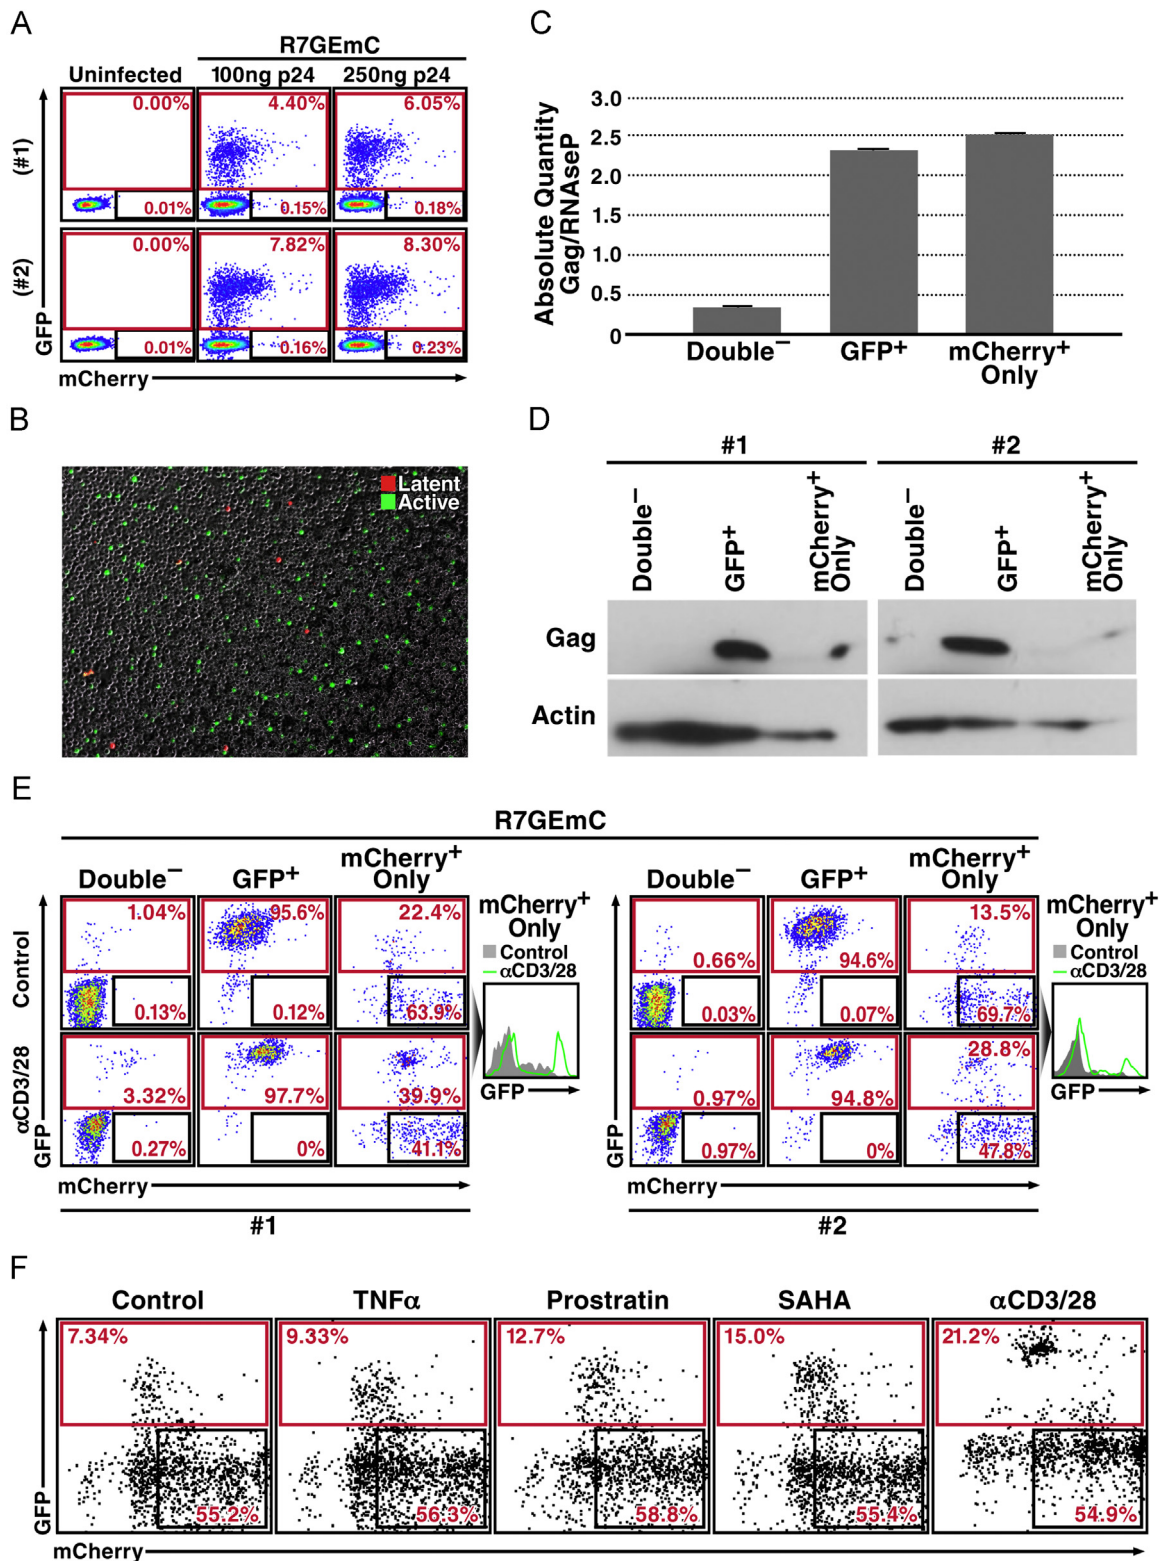 A
R7GEmC
Uninfected 100ng p24 250ng p24
(#1)
0.00% 4.40% 6.05%
0.01% 0.15% 0.18%
(#2)
0.00% 7.82% 8.30%
0.01% 0.16% 0.23%
GFP
mCherry
B
Latent
Active
C
Absolute Quantity
Gag/RNAseP
3.0
2.5
2.0
1.5
1.0
0.5
0
Double⁻ GFP⁺ mCherry⁺
Only
D
#1 #2
Double⁻ GFP⁺ mCherry⁺ Only Double⁻ GFP⁺ mCherry⁺ Only
Gag
Actin
E
R7GEmC
Double⁻ GFP⁺ mCherry⁺ Only
Control
1.04% 95.6% 22.4%
0.13% 0.12% 63.9%
αCD3/28
3.32% 97.7% 39.9%
0.27% 0% 41.1%
GFP
mCherry
#1
mCherry⁺
Only
Control
αCD3/28
GFP
Double⁻ GFP⁺ mCherry⁺ Only
0.66% 94.6% 13.5%
0.03% 0.07% 69.7%
0.97% 94.8% 28.8%
0.97% 0% 47.8%
GFP
mCherry
#2
mCherry⁺
Only
Control
αCD3/28
GFP
F
Control TNFα Prostratin SAHA αCD3/28
7.34% 9.33% 12.7% 15.0% 21.2%
55.2% 56.3% 58.8% 55.4% 54.9%
GFP
mCherry